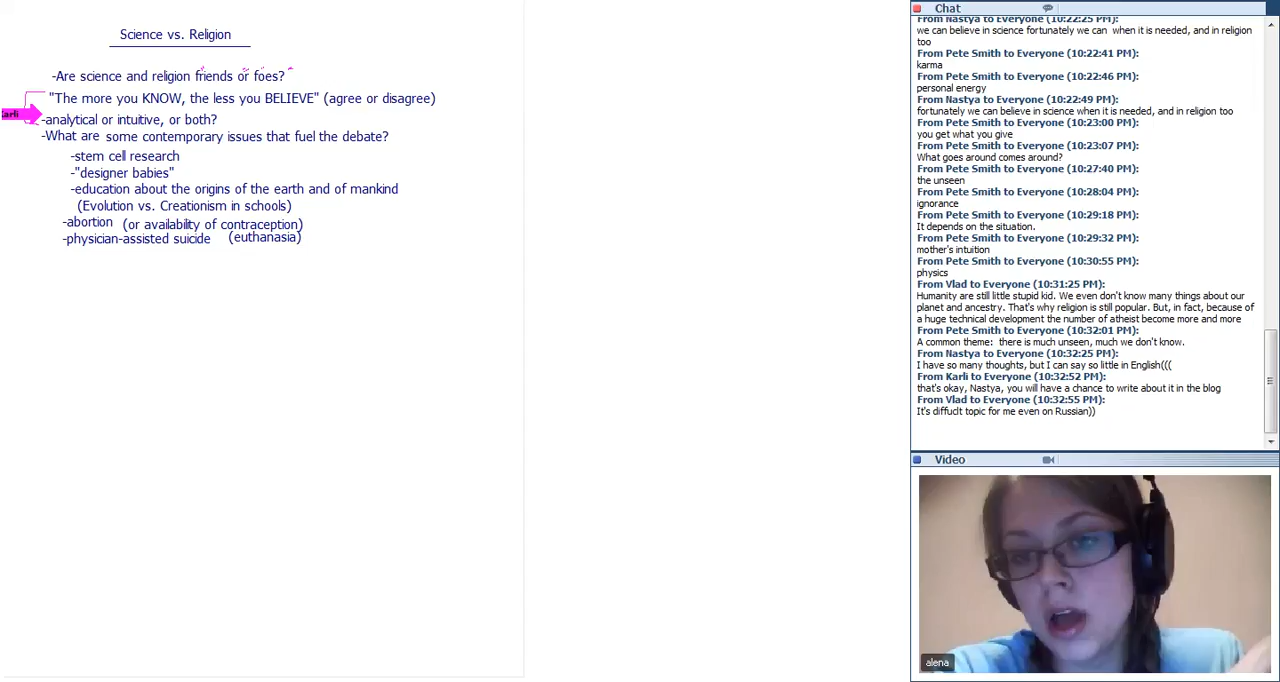 Science vs. Religion
-Are science and religion friends or foes?
"The more you KNOW, the less you BELIEVE" (agree or disagree)
Karli
-analytical or intuitive, or both?
-What are some contemporary issues that fuel the debate?
-stem cell research
-"designer babies"
-education about the origins of the earth and of mankind
(Evolution vs. Creationism in schools)
-abortion (or availability of contraception)
-physician-assisted suicide (euthanasia)
Chat
From Nastya to Everyone (10:22:25 PM):
we can believe in science fortunately we can when it is needed, and in religion
too
From Pete Smith to Everyone (10:22:41 PM):
karma
From Pete Smith to Everyone (10:22:46 PM):
personal energy
From Nastya to Everyone (10:22:49 PM):
fortunately we can believe in science when it is needed, and in religion too
From Pete Smith to Everyone (10:23:00 PM):
you get what you give
From Pete Smith to Everyone (10:23:07 PM):
What goes around comes around?
From Pete Smith to Everyone (10:27:40 PM):
the unseen
From Pete Smith to Everyone (10:28:04 PM):
ignorance
From Pete Smith to Everyone (10:29:18 PM):
It depends on the situation.
From Pete Smith to Everyone (10:29:32 PM):
mother's intuition
From Pete Smith to Everyone (10:30:55 PM):
physics
From Vlad to Everyone (10:31:25 PM):
Humanity are still little stupid kid. We even don't know many things about our
planet and ancestry. That's why religion is still popular. But, in fact, because of
a huge technical development the number of atheist become more and more
From Pete Smith to Everyone (10:32:01 PM):
A common theme: there is much unseen, much we don't know.
From Nastya to Everyone (10:32:25 PM):
I have so many thoughts, but I can say so little in English(((
From Karli to Everyone (10:32:52 PM):
that's okay, Nastya, you will have a chance to write about it in the blog
From Vlad to Everyone (10:32:55 PM):
It's diffuclt topic for me even on Russian))
Video
alena